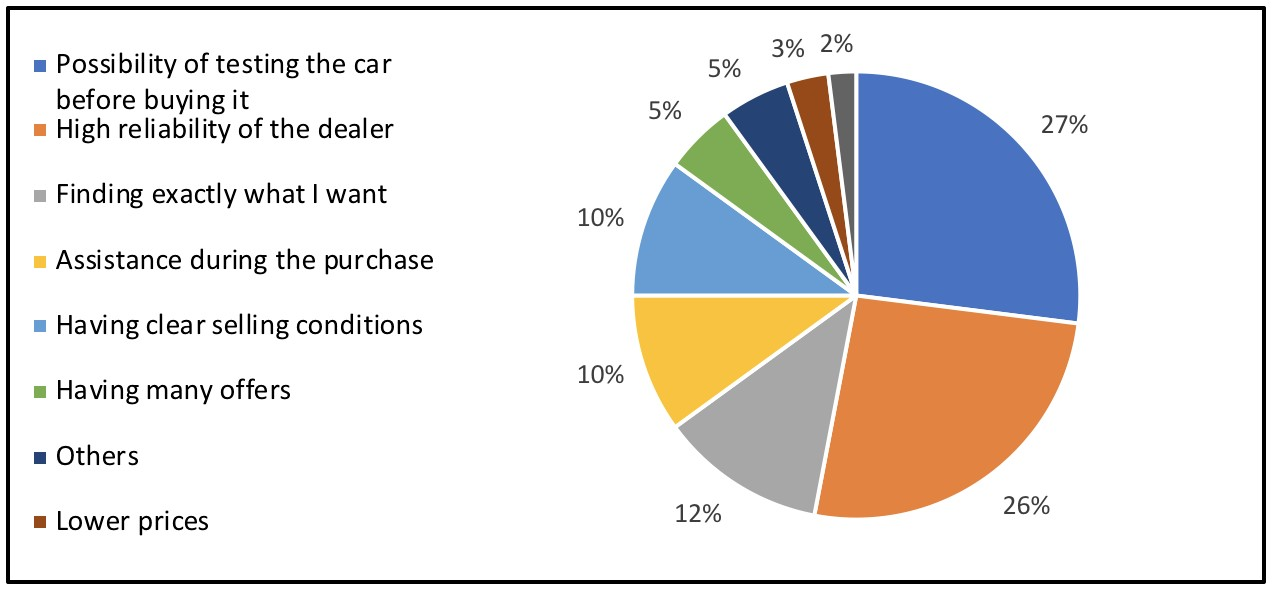 Possibility of testing the car
before buying it
High reliability of the dealer
Finding exactly what I want
Assistance during the purchase
Having clear selling conditions
Having many offers
Others
Lower prices
27%
26%
12%
10%
10%
5%
5%
3%
2%